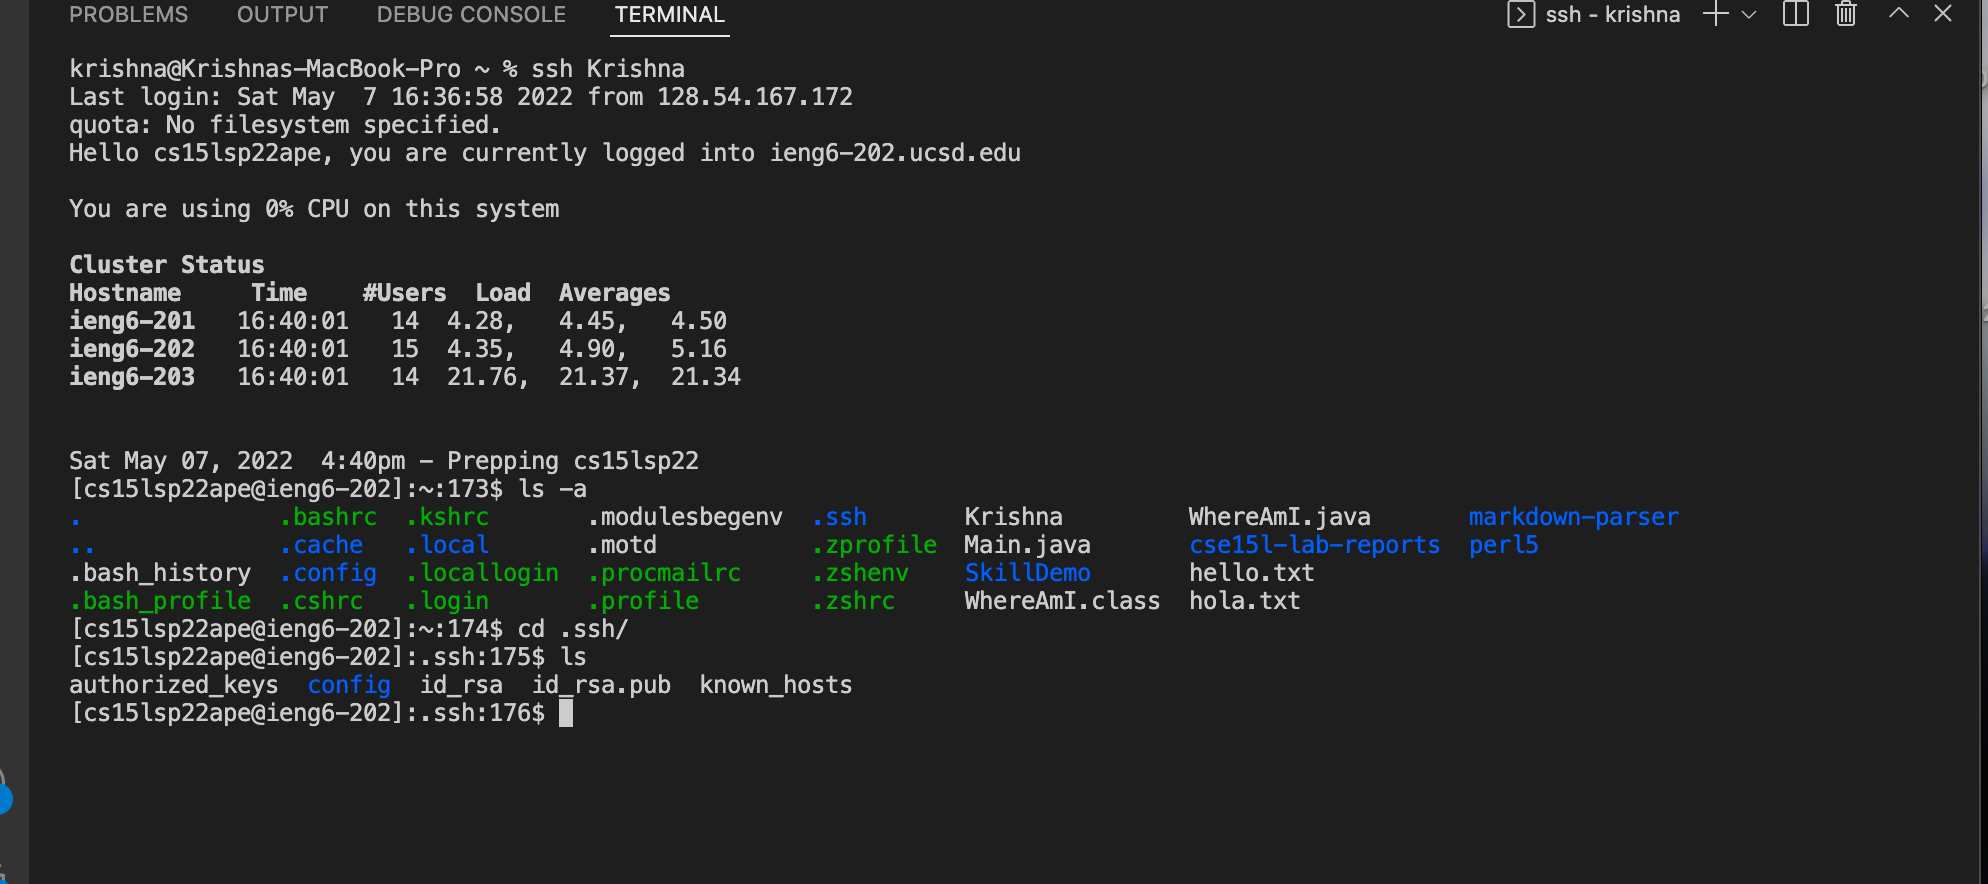 PROBLEMS OUTPUT DEBUG CONSOLE TERMINAL ssh - krishna
krishna@Krishnas-MacBook-Pro ~ % ssh Krishna
Last login: Sat May  7 16:36:58 2022 from 128.54.167.172
quota: No filesystem specified.
Hello cs15lsp22ape, you are currently logged into ieng6-202.ucsd.edu
You are using 0% CPU on this system
Cluster Status
Hostname     Time    #Users  Load  Averages
ieng6-201   16:40:01   14  4.28,   4.45,   4.50
ieng6-202   16:40:01   15  4.35,   4.90,   5.16
ieng6-203   16:40:01   14  21.76,  21.37,  21.34
Sat May 07, 2022  4:40pm - Prepping cs15lsp22
[cs15lsp22ape@ieng6-202]:~:173$ ls -a
.              .bashrc  .kshrc       .modulesbegenv  .ssh       Krishna         WhereAmI.java       markdown-parser
..             .cache   .local       .motd           .zprofile  Main.java       cse15l-lab-reports  perl5
.bash_history  .config  .locallogin  .procmailrc     .zshenv    SkillDemo       hello.txt
.bash_profile  .cshrc   .login       .profile        .zshrc     WhereAmI.class  hola.txt
[cs15lsp22ape@ieng6-202]:~:174$ cd .ssh/
[cs15lsp22ape@ieng6-202]:.ssh:175$ ls
authorized_keys  config  id_rsa  id_rsa.pub  known_hosts
[cs15lsp22ape@ieng6-202]:.ssh:176$